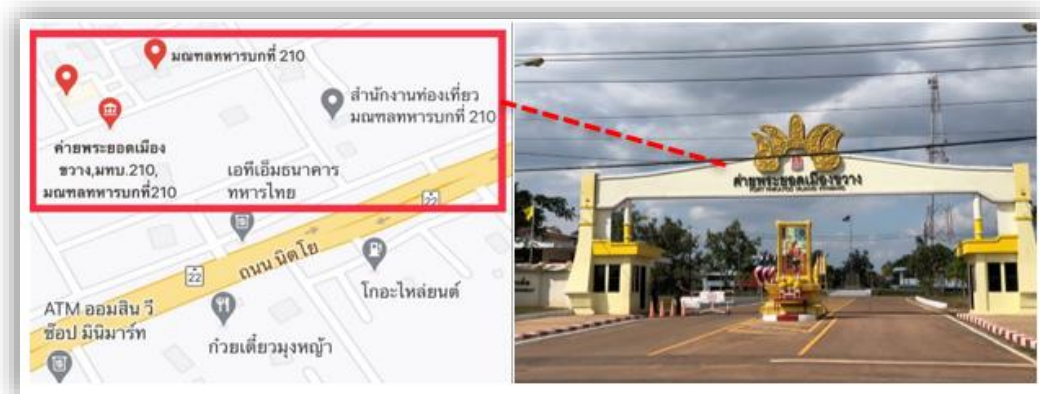 มณฑลทหารบกที่ 210
สำนักงานท่องเที่ยว
มณฑลทหารบกที่ 210
ค่ายพระยอดเมือง
ขวาง,มทบ.210,
มณฑลทหารบกที่210
เอทีเอ็มธนาคาร
ทหารไทย
22
ถนน นิตโย
22
โกอะไหล่ยนต์
ATM ออมสิน วี
ช๊อป มินิมาร์ท
ก๋วยเตี๋ยวมุงหญ้า
ค่ายพระยอดเมืองขวาง